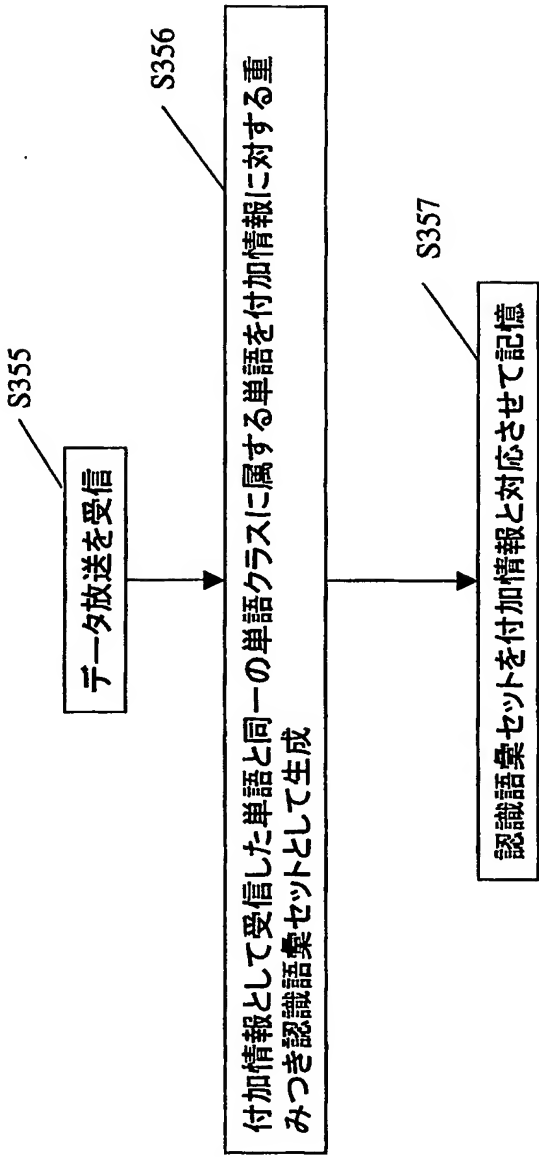 S355
データ放送を受信
S356
付加情報として受信した単語と同一の単語クラスに属する単語を付加情報に対する重
みつき認識語彙セットとして生成
S357
認識語彙セットを付加情報と対応させて記憶